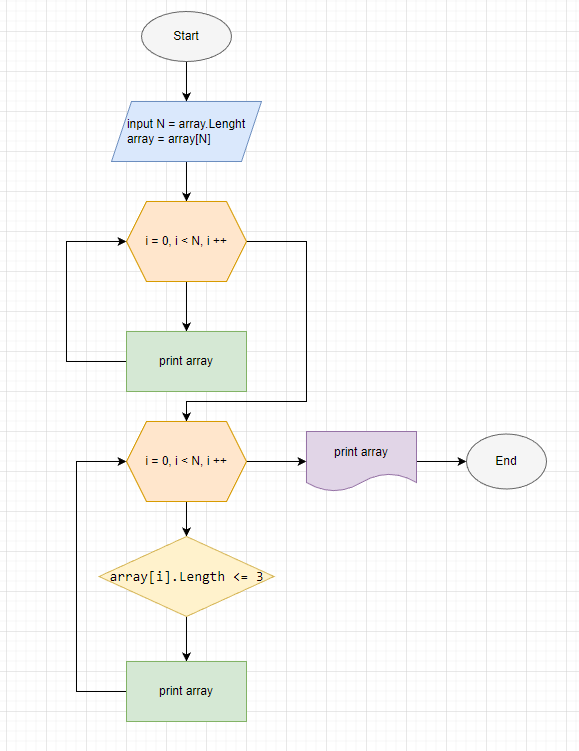 Start
input N = array.Lenght
array = array[N]
i = 0, i < N, i ++
print array
i = 0, i < N, i ++
print array
End
array[i].Length <= 3
print array